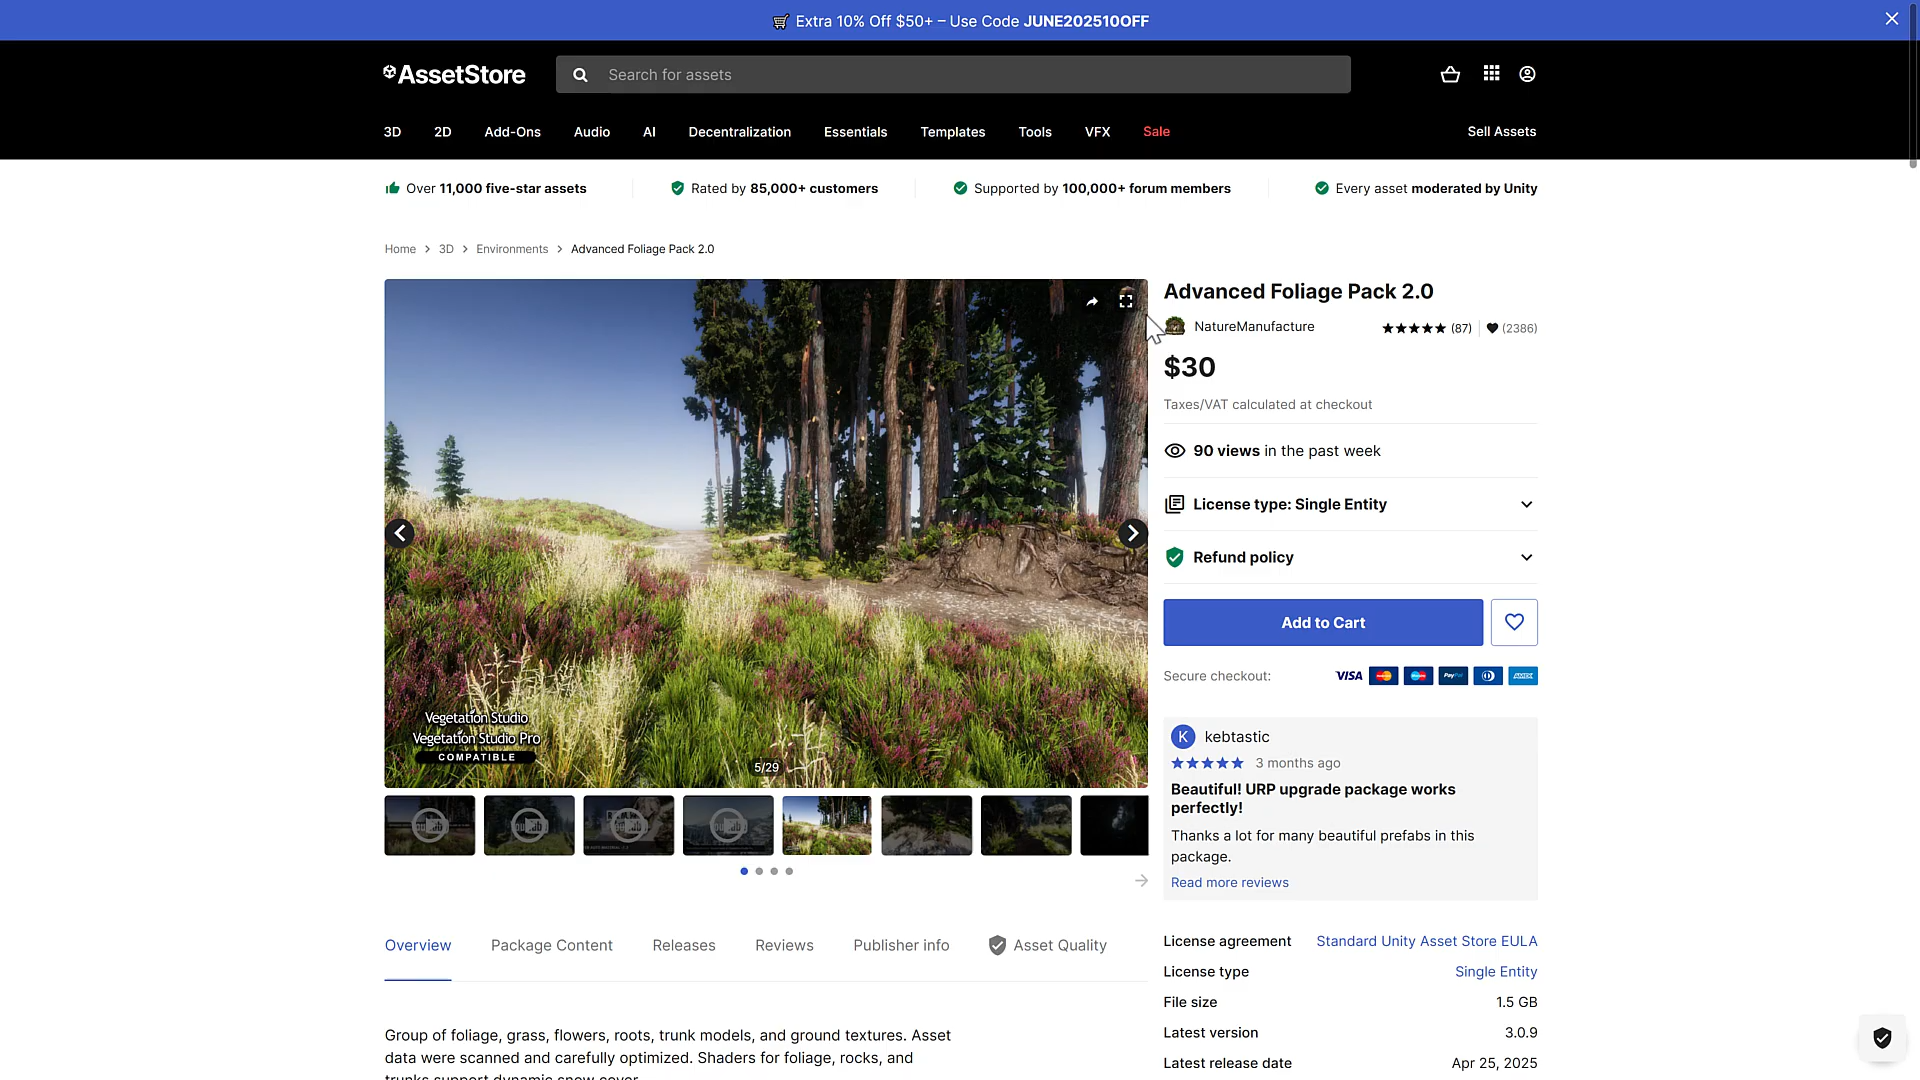 Extra 10% Off $50+ – Use Code JUNE202510OFF
AssetStore
Search for assets
3D
2D
Add-Ons
Audio
AI
Decentralization
Essentials
Templates
Tools
VFX
Sale
Sell Assets
Over 11,000 five-star assets
Rated by 85,000+ customers
Supported by 100,000+ forum members
Every asset moderated by Unity
Home
3D
Environments
Advanced Foliage Pack 2.0
Vegetation Studio
Vegetation Studio Pro
COMPATIBLE
5/29
Advanced Foliage Pack 2.0
NatureManufacture
(87)
(2386)
$30
Taxes/VAT calculated at checkout
90 views in the past week
License type: Single Entity
Refund policy
Add to Cart
Secure checkout:
VISA
PayPal
AMEX
K
kebtastic
3 months ago
Beautiful! URP upgrade package works
perfectly!
Thanks a lot for many beautiful prefabs in this
package.
Read more reviews
Overview
Package Content
Releases
Reviews
Publisher info
Asset Quality
License agreement
Standard Unity Asset Store EULA
License type
Single Entity
File size
1.5 GB
Latest version
3.0.9
Latest release date
Apr 25, 2025
Group of foliage, grass, flowers, roots, trunk models, and ground textures. Asset
data were scanned and carefully optimized. Shaders for foliage, rocks, and
trunks support dynamic snow cover.